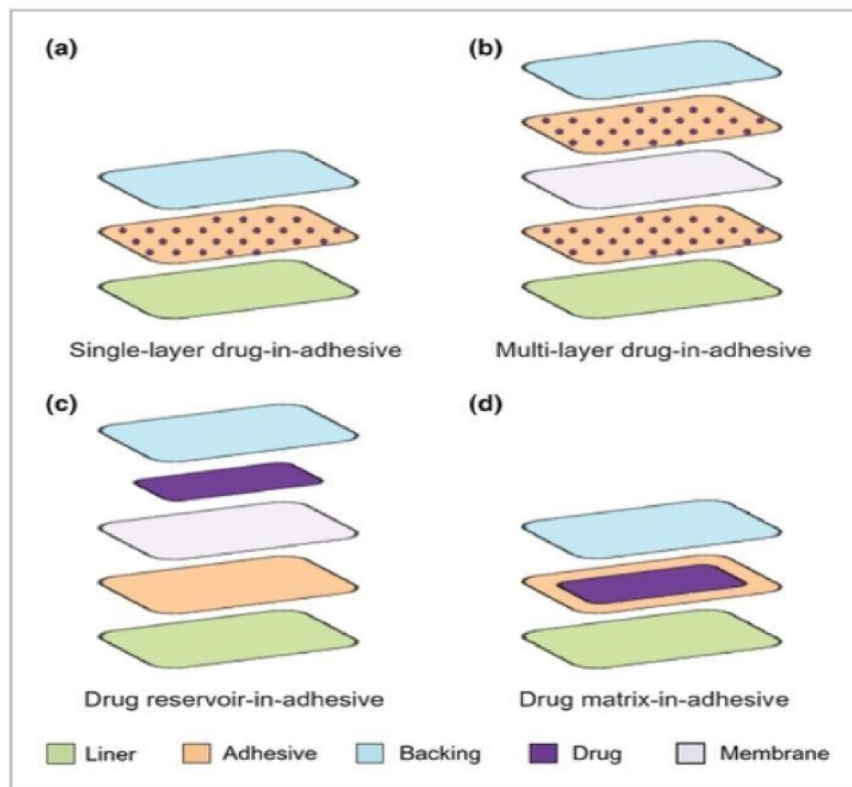 (a)
(b)
Single-layer drug-in-adhesive
Multi-layer drug-in-adhesive
(c)
(d)
Drug reservoir-in-adhesive
Drug matrix-in-adhesive
Liner Adhesive Backing Drug Membrane